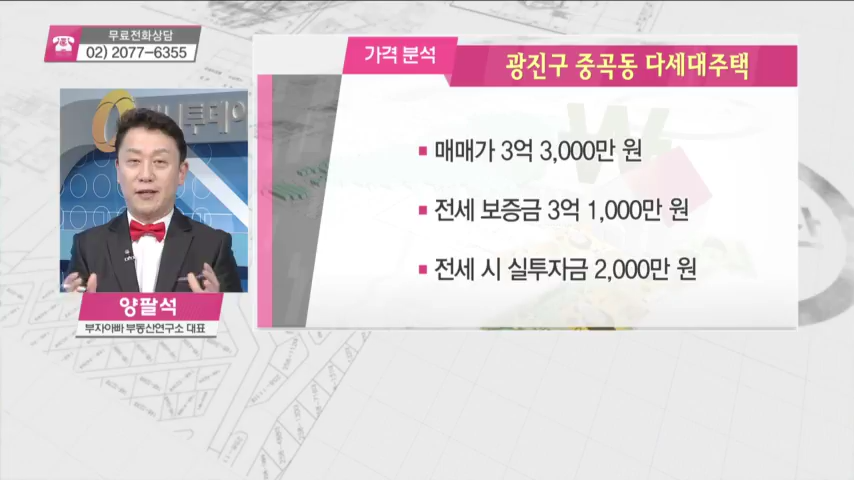 무료전화상담
02) 2077-6355
가격 분석
광진구 중곡동 다세대주택
매매가 3억 3,000만 원
전세 보증금 3억 1,000만 원
전세 시 실투자금 2,000만 원
양팔석
부자아빠 부동산연구소 대표